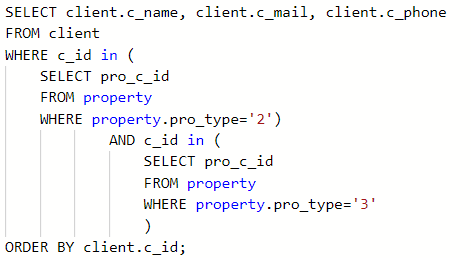 SELECT client.c_name, client.c_mail, client.c_phone
FROM client
WHERE c_id in (
SELECT pro_c_id
FROM property
WHERE property.pro_type='2')
AND c_id in (
SELECT pro_c_id
FROM property
WHERE property.pro_type='3'
)
ORDER BY client.c_id;